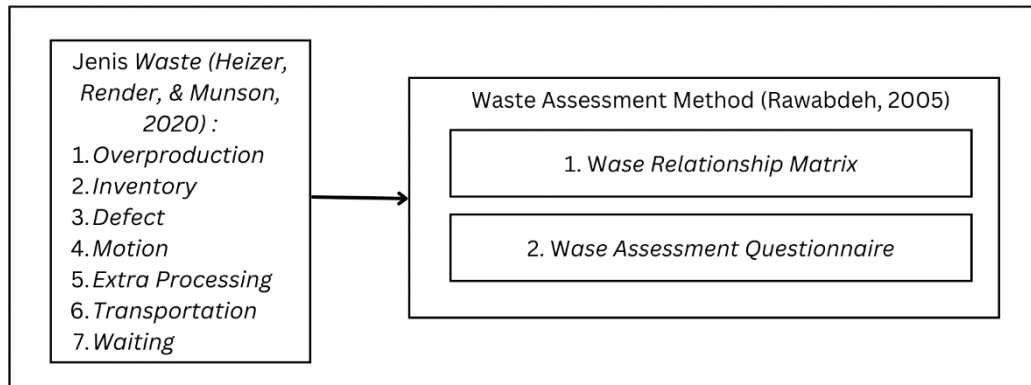 Jenis Waste (Heizer,
Render, & Munson,
2020) :
1. Overproduction
2. Inventory
3. Defect
4. Motion
5. Extra Processing
6. Transportation
7. Waiting
Waste Assessment Method (Rawabdeh, 2005)
1. Wase Relationship Matrix
2. Wase Assessment Questionnaire